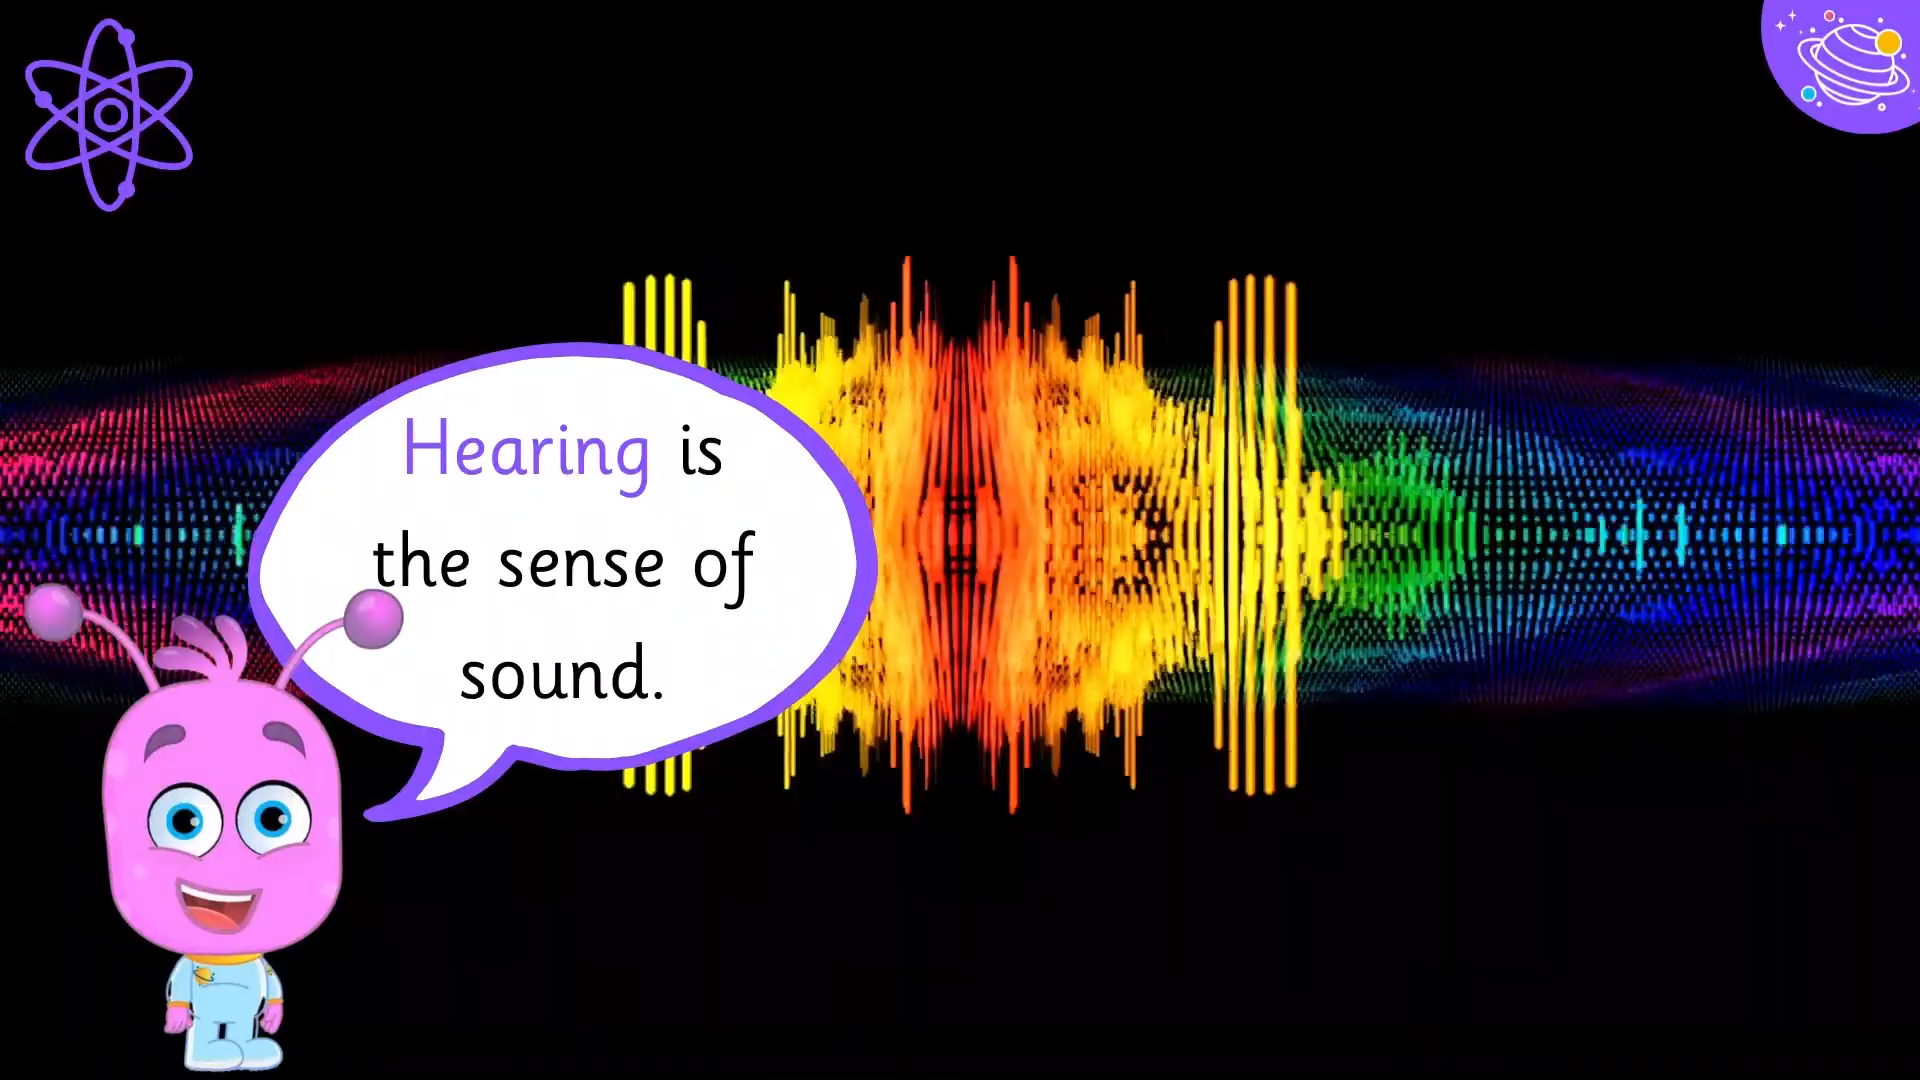 Hearing is
the sense of
sound.